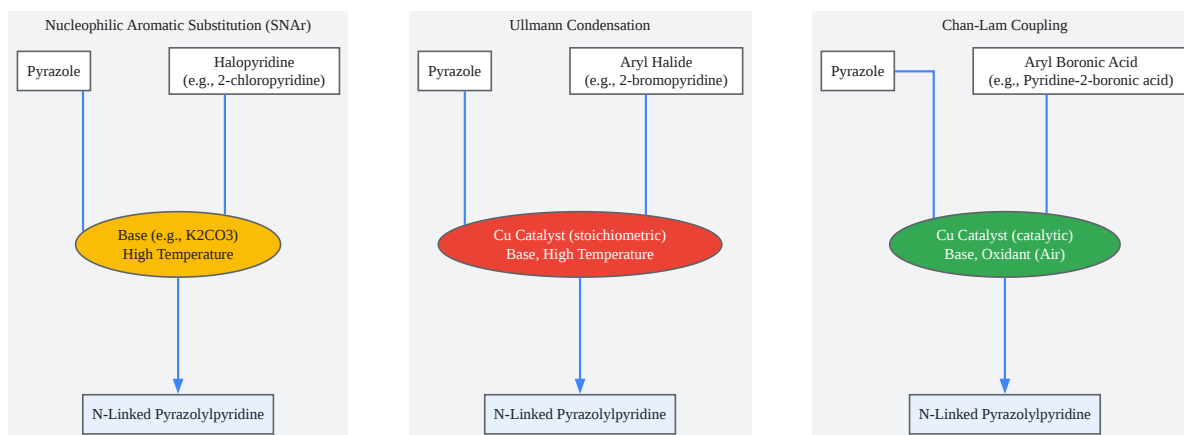 Nucleophilic Aromatic Substitution (SNAr)
Pyrazole
Halopyridine
(e.g., 2-chloropyridine)
Base (e.g., K2CO3)
High Temperature
N-Linked Pyrazolylpyridine
Ullmann Condensation
Pyrazole
Aryl Halide
(e.g., 2-bromopyridine)
Cu Catalyst (stoichiometric)
Base, High Temperature
N-Linked Pyrazolylpyridine
Chan-Lam Coupling
Pyrazole
Aryl Boronic Acid
(e.g., Pyridine-2-boronic acid)
Cu Catalyst (catalytic)
Base, Oxidant (Air)
N-Linked Pyrazolylpyridine